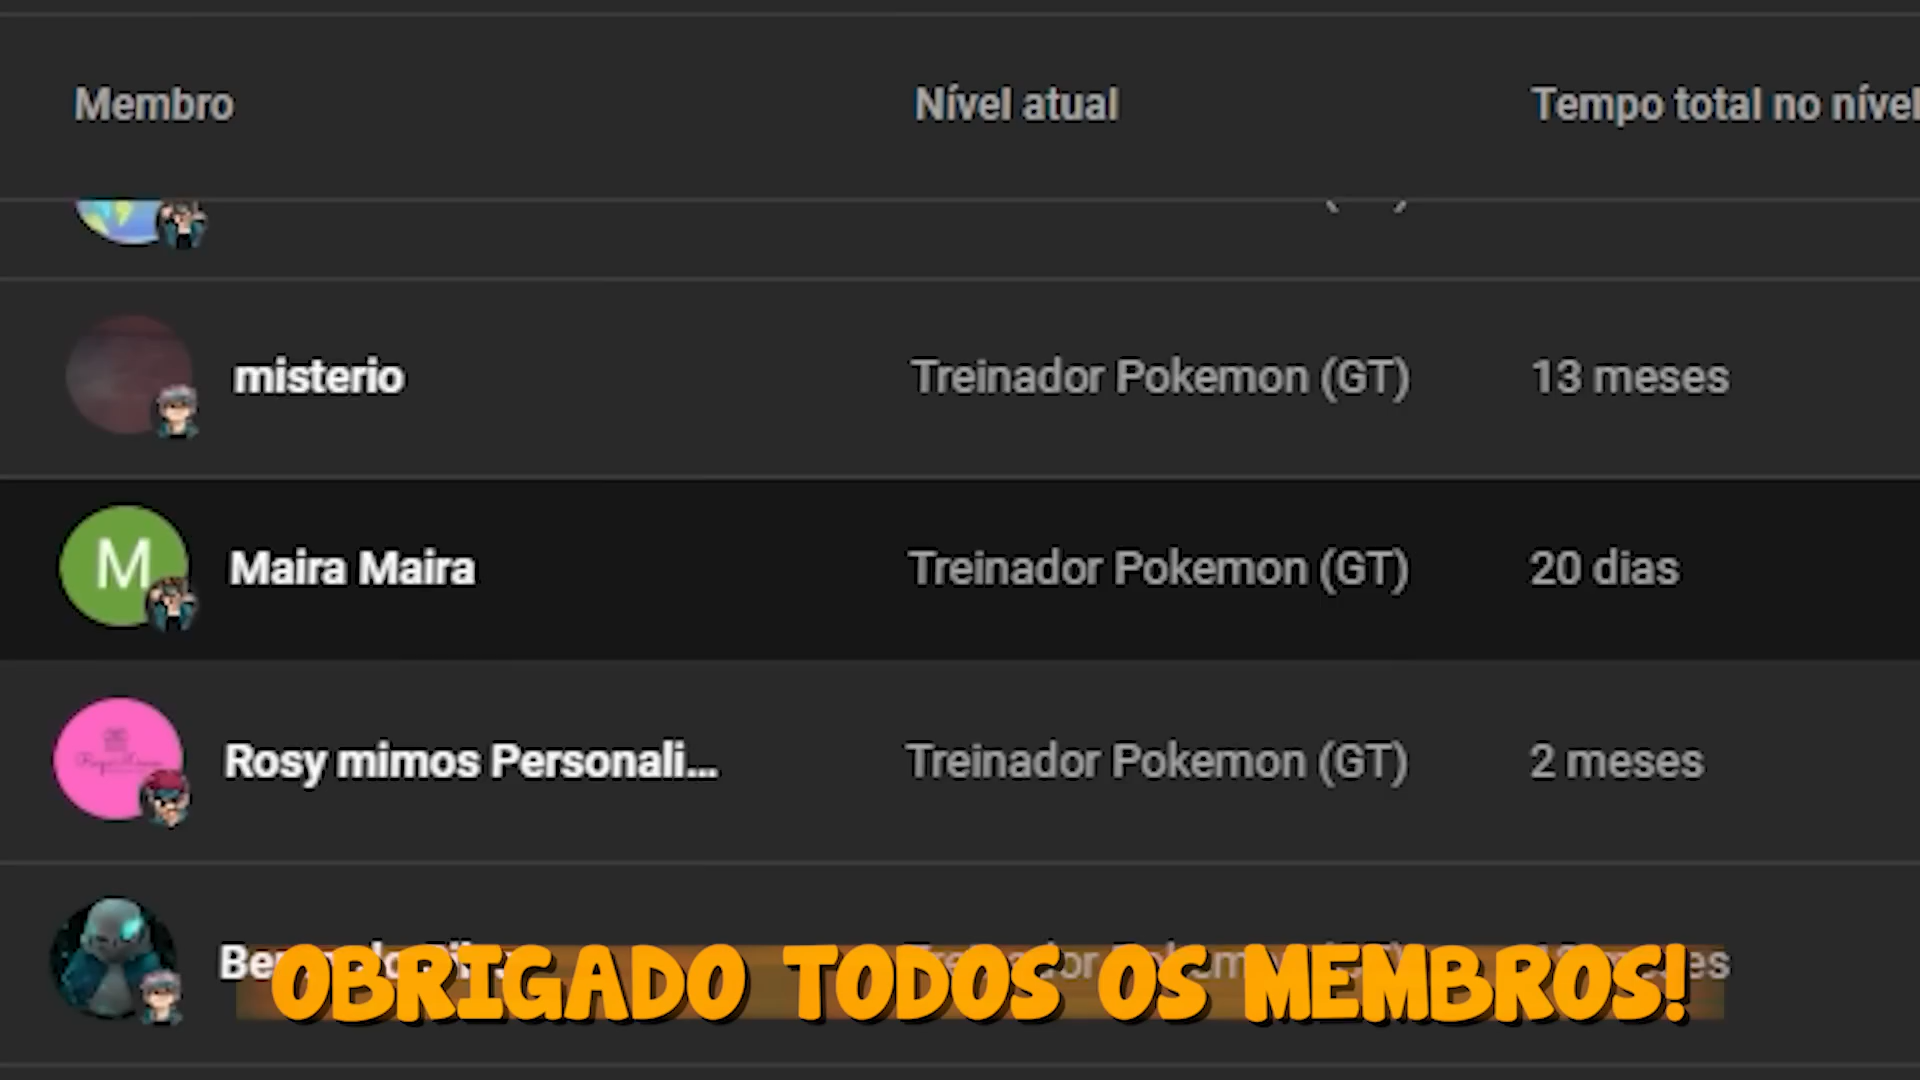 Membro Nível atual Tempo total no nível
misterio Treinador Pokemon (GT) 13 meses
M Maira Maira Treinador Pokemon (GT) 20 dias
Rosy mimos Personali... Treinador Pokemon (GT) 2 meses
OBRIGADO TODOS OS MEMBROS!